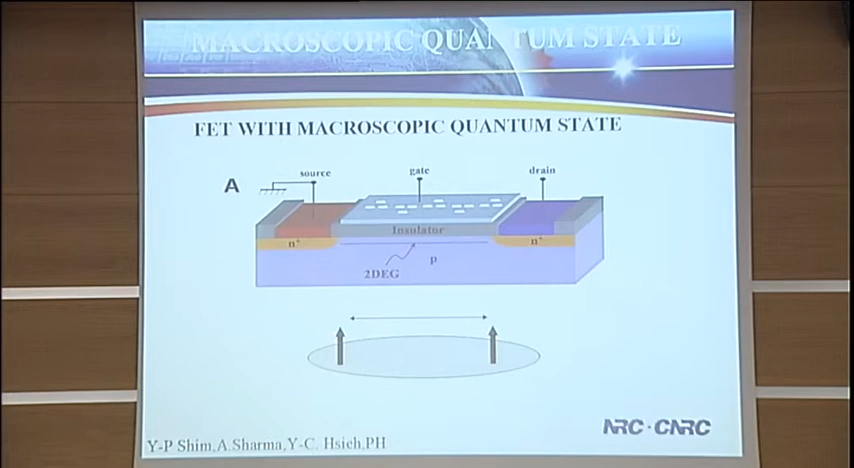 MACROSCOPIC QUANTUM STATE
FET WITH MACROSCOPIC QUANTUM STATE
A
source
gate
drain
Insulator
n+
n+
p
2DEG
NRC·CNRC
Y-P Shim,A.Sharma,Y-C. Hsieh,PH